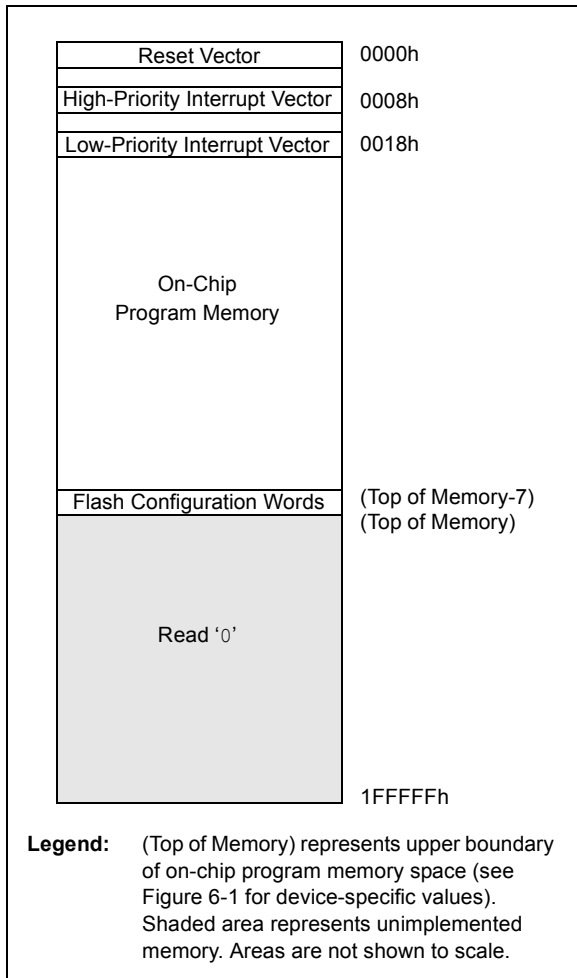 Reset Vector 0000h
High-Priority Interrupt Vector 0008h
Low-Priority Interrupt Vector 0018h
On-Chip
Program Memory
Flash Configuration Words (Top of Memory-7)
(Top of Memory)
Read ‘0’
1FFFFFh
Legend: (Top of Memory) represents upper boundary
of on-chip program memory space (see
Figure 6-1 for device-specific values).
Shaded area represents unimplemented
memory. Areas are not shown to scale.